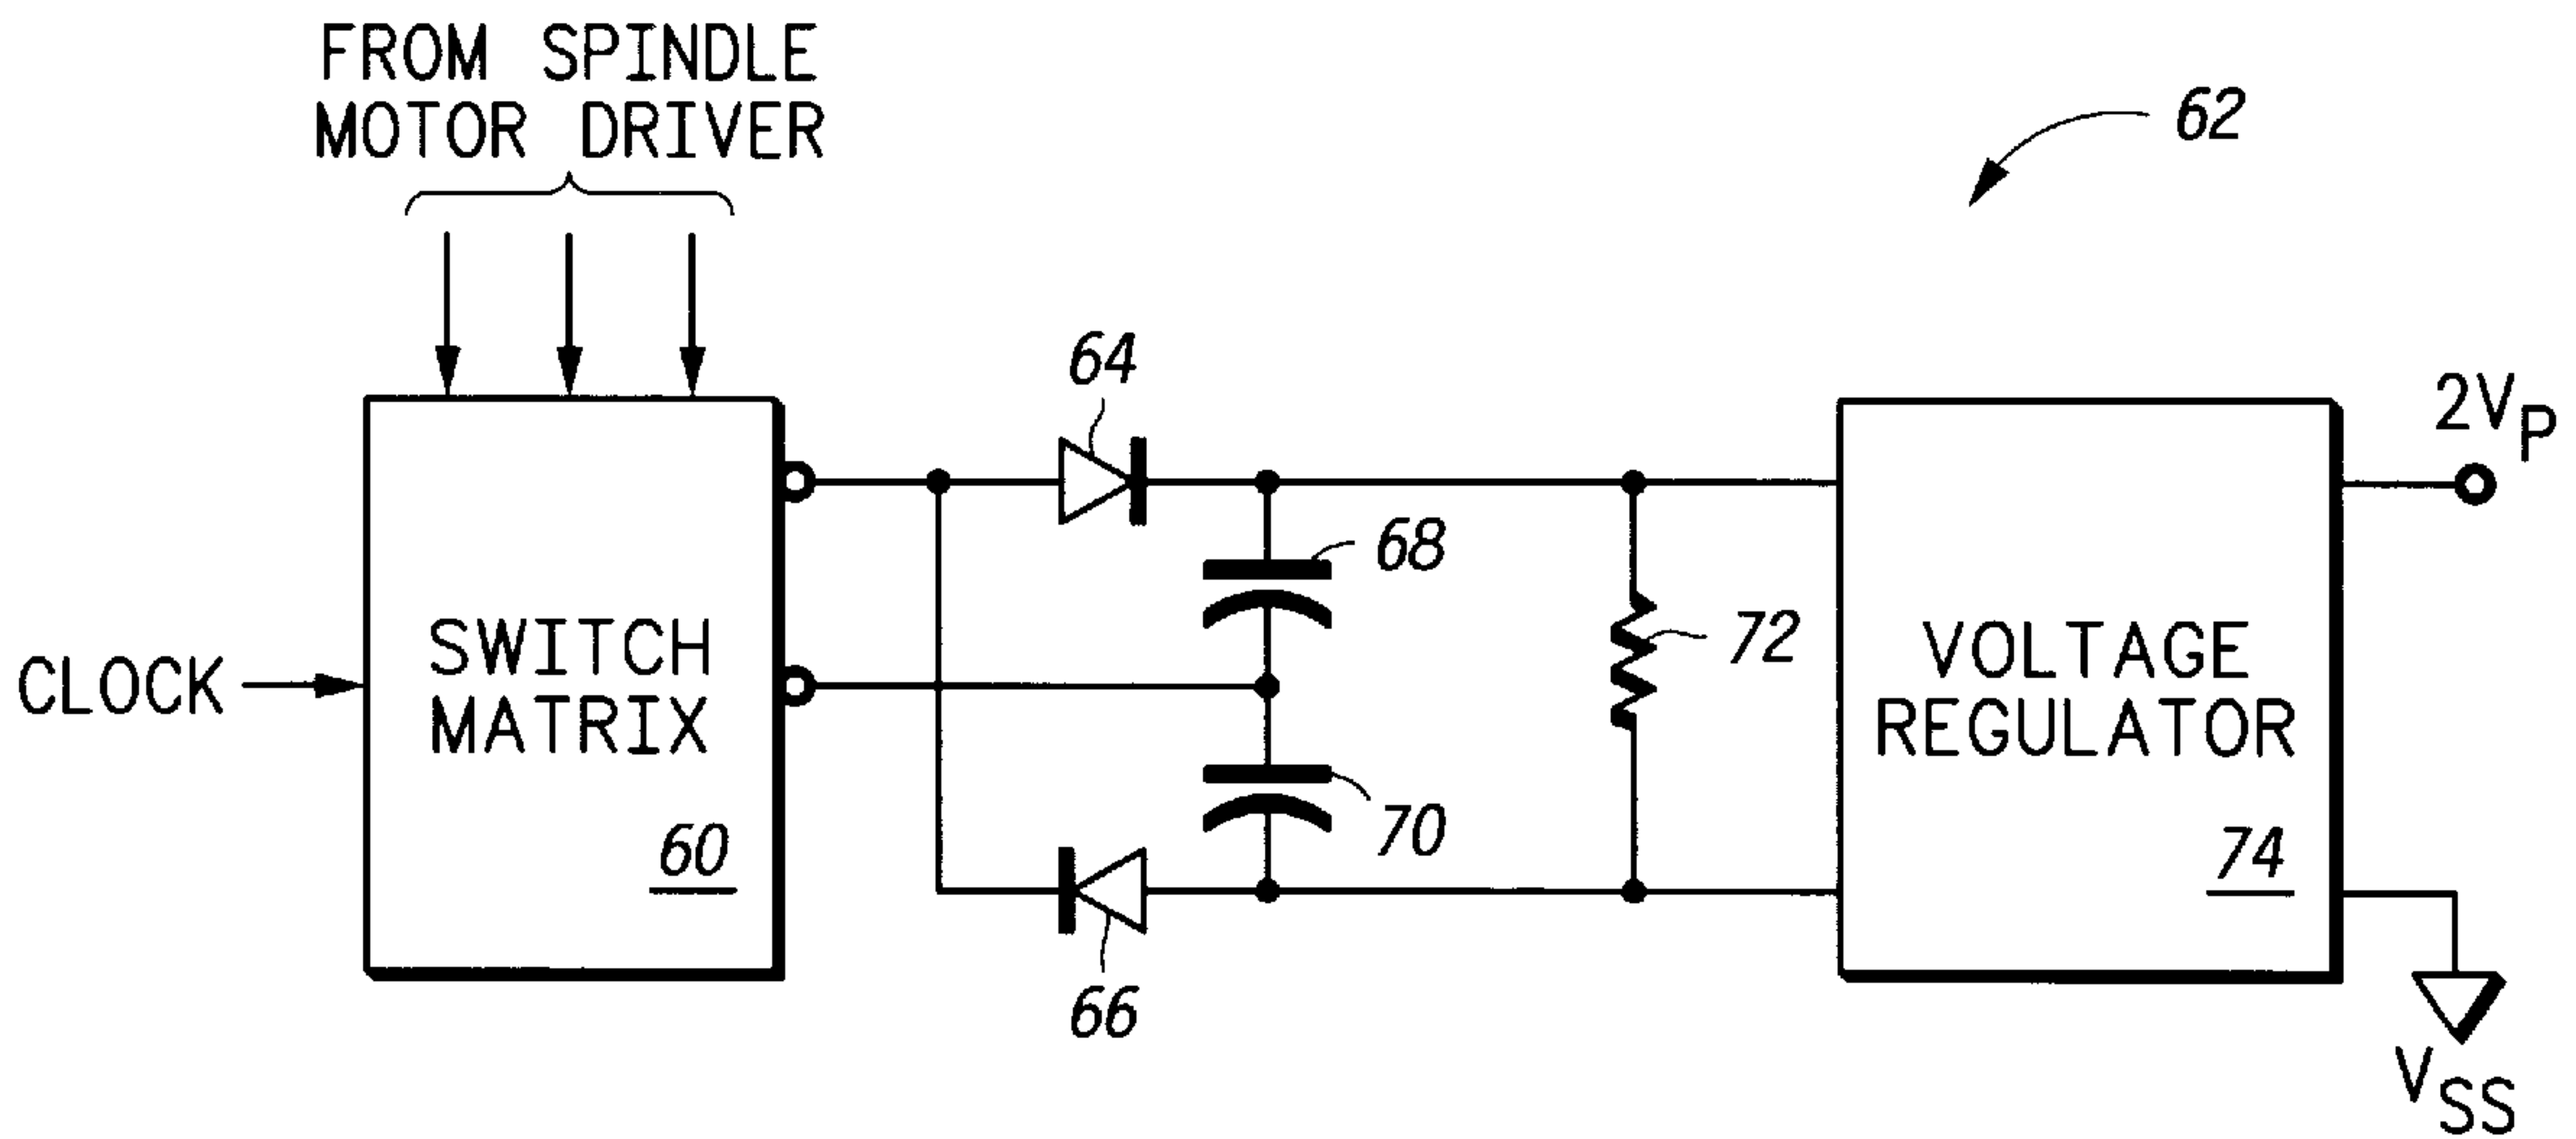 FROM SPINDLE
MOTOR DRIVER
62
64
2VP
68
CLOCK
SWITCH
MATRIX
60
72
VOLTAGE
REGULATOR
74
70
66
VSS